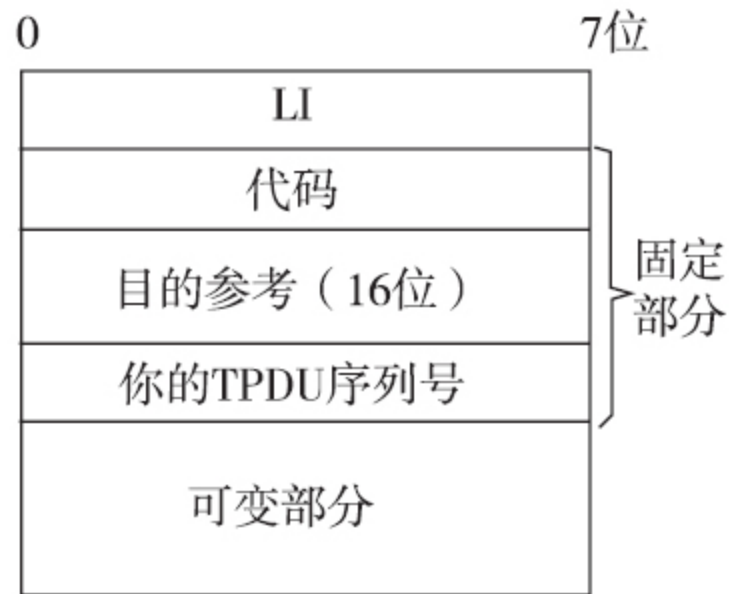 0 7位
LI
代码
目的参考（16位）
你的TPDU序列号
可变部分
固定
部分